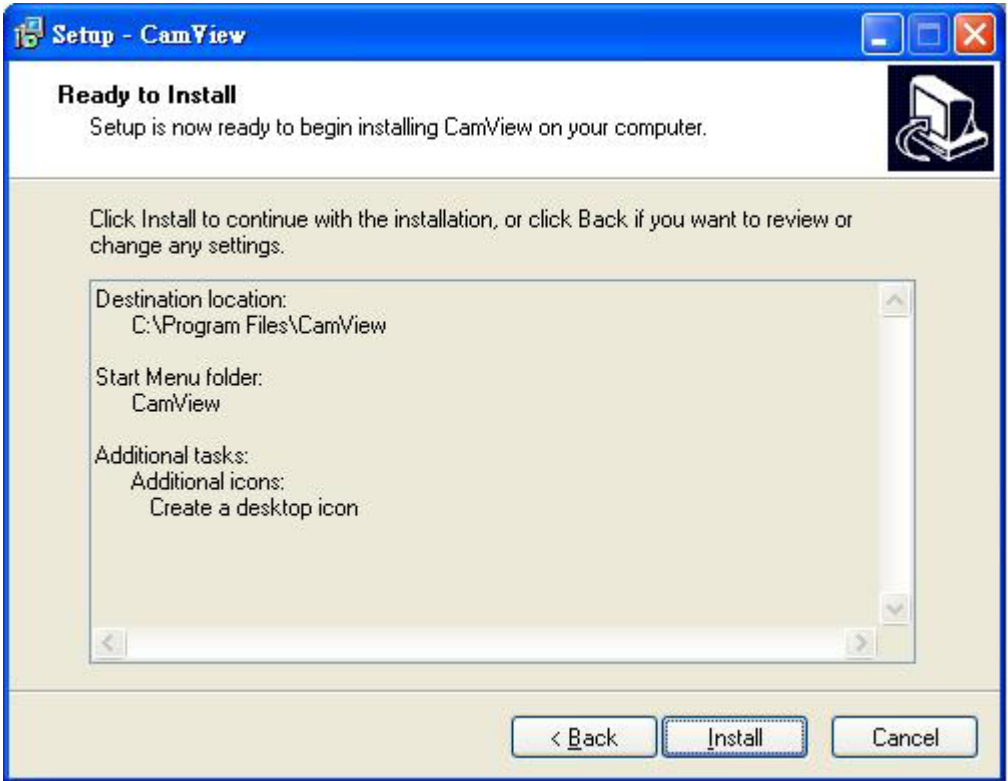 Setup - CamView
Ready to Install
Setup is now ready to begin installing CamView on your computer.
Click Install to continue with the installation, or click Back if you want to review or
change any settings.
Destination location:
C:\Program Files\CamView
Start Menu folder:
CamView
Additional tasks:
Additional icons:
Create a desktop icon
< Back
Install
Cancel